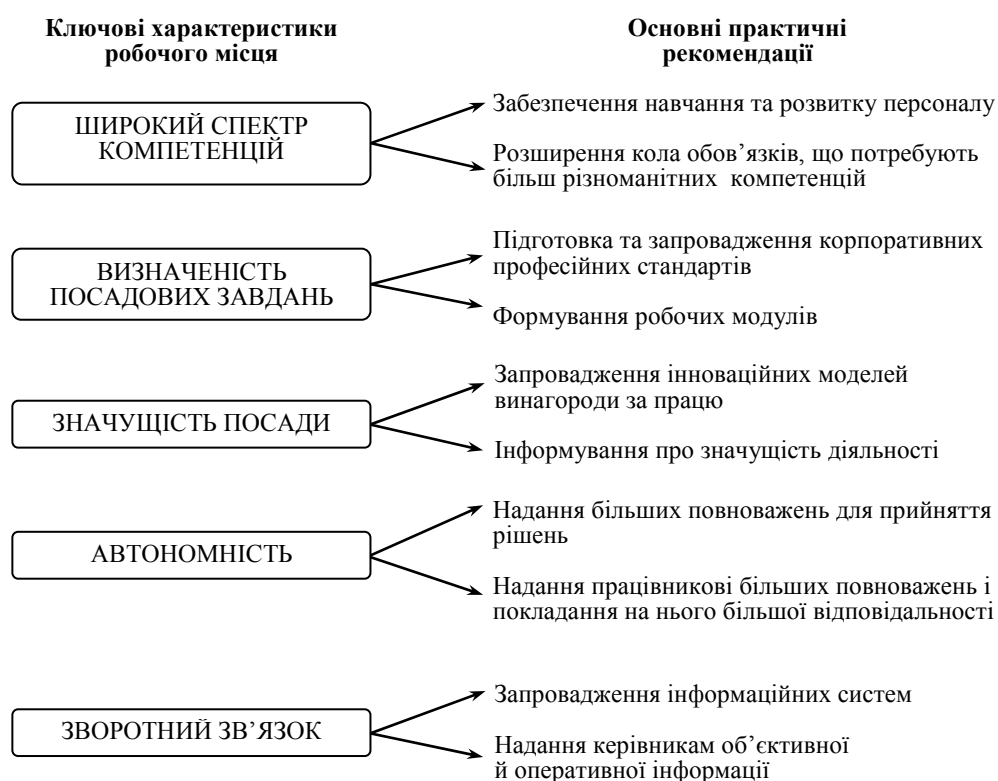 Ключові характеристики
робочого місця
Основні практичні
рекомендації
ШИРОКИЙ СПЕКТР
КОМПЕТЕНЦІЙ
Забезпечення навчання та розвитку персоналу
Розширення кола обов’язків, що потребують
більш різноманітних компетенцій
ВИЗНАЧЕНІСТЬ
ПОСАДОВИХ ЗАВДАНЬ
Підготовка та запровадження корпоративних
професійних стандартів
Формування робочих модулів
ЗНАЧУЩІСТЬ ПОСАДИ
Запровадження інноваційних моделей
винагороди за працю
Інформування про значущість діяльності
АВТОНОМНІСТЬ
Надання більших повноважень для прийняття
рішень
Надання працівникові більших повноважень і
покладання на нього більшої відповідальності
ЗВОРОТНИЙ ЗВ’ЯЗОК
Запровадження інформаційних систем
Надання керівникам об’єктивної
й оперативної інформації